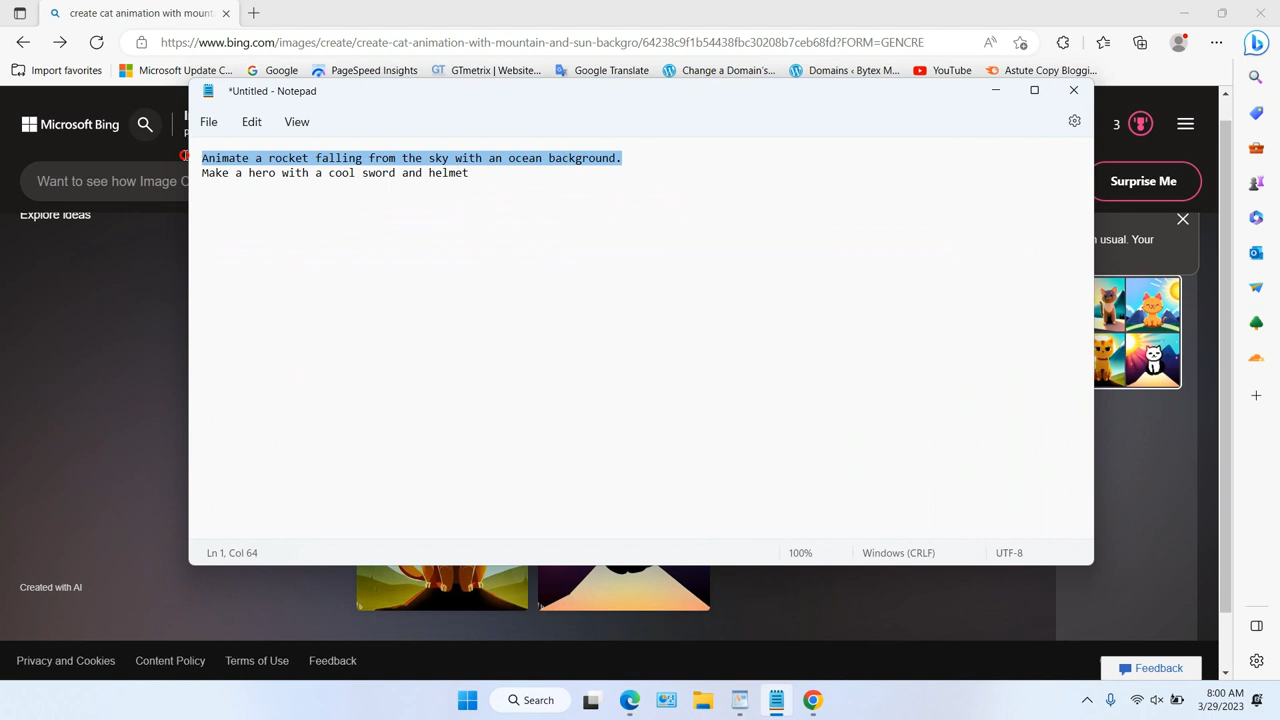 create cat animation with mount
https://www.bing.com/images/create/create-cat-animation-with-mountain-and-sun-backgro/64238c9f1b54438fbc30208b7ceb68fd?FORM=GENCRE
Import favorites
Microsoft Update C...
Google
PageSpeed Insights
GTmetrix | Website...
Google Translate
Change a Domain's...
Domains ‹ Bytex M...
YouTube
Astute Copy Bloggi...
*Untitled - Notepad
File Edit View
Microsoft Bing
3
Animate a rocket falling from the sky with an ocean background.
Make a hero with a cool sword and helmet
Want to see how Image C
Surprise Me
Explore ideas
n usual. Your
Ln 1, Col 64
100%
Windows (CRLF)
UTF-8
Created with AI
Privacy and Cookies
Content Policy
Terms of Use
Feedback
Feedback
Search
8:00 AM
3/29/2023